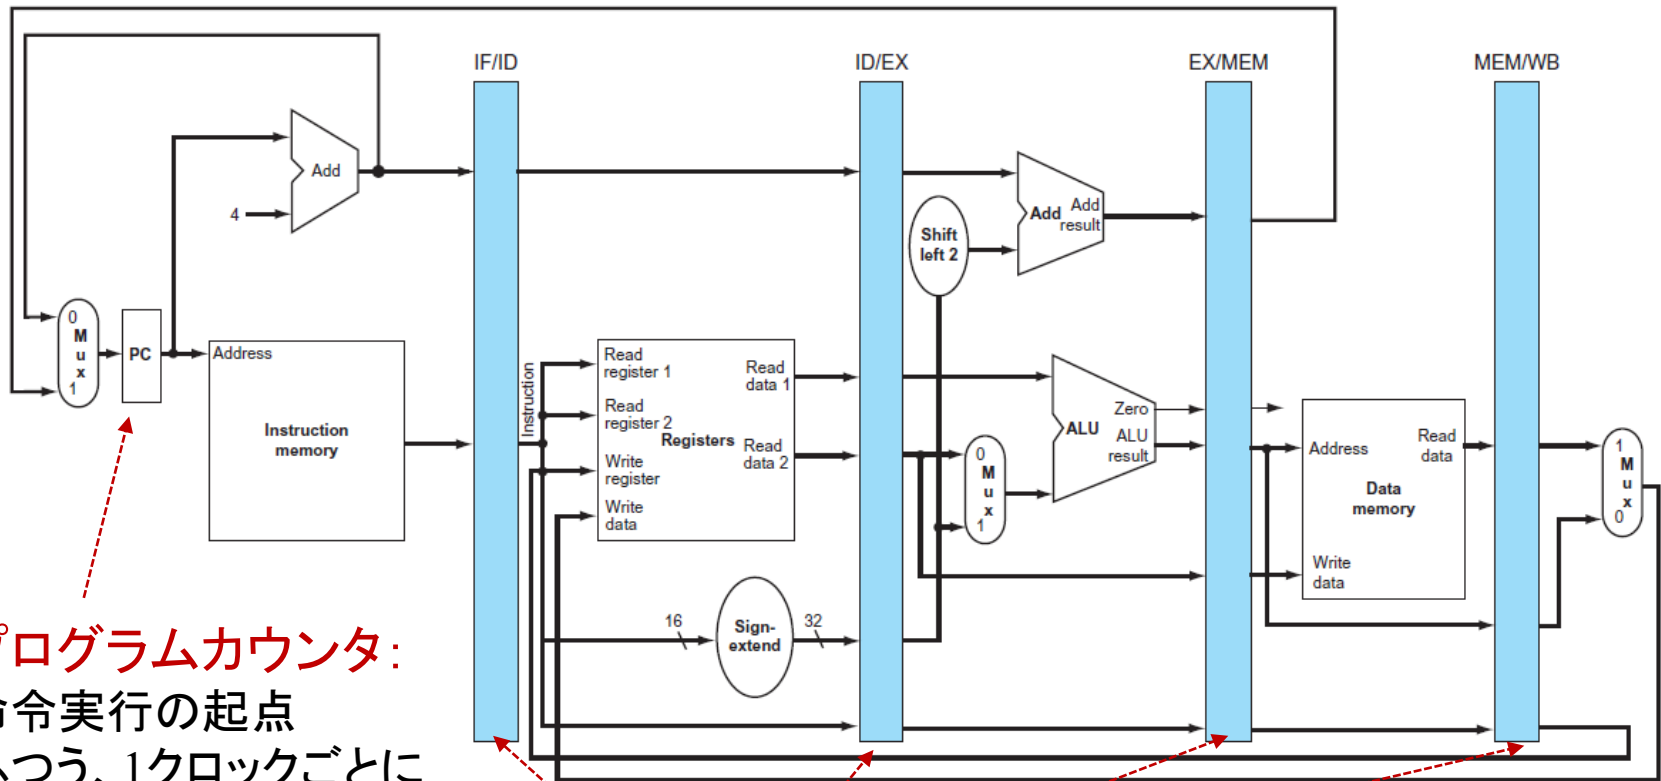 IF/ID
ID/EX
EX/MEM
MEM/WB
Add
4
Add
Add
result
Shift
left 2
0
M
u
x
1
PC
Address
Instruction
memory
Instruction
Read
register 1
Read
register 2
Write
register
Write
data
Registers
Read
data 1
Read
data 2
0
M
u
x
1
Zero
ALU
ALU
result
Address
Read
data
Data
memory
Write
data
1
M
u
x
0
16
Sign-
extend
32
プログラムカウンタ:
命令実行の起点
ふつう、1クロックごとに